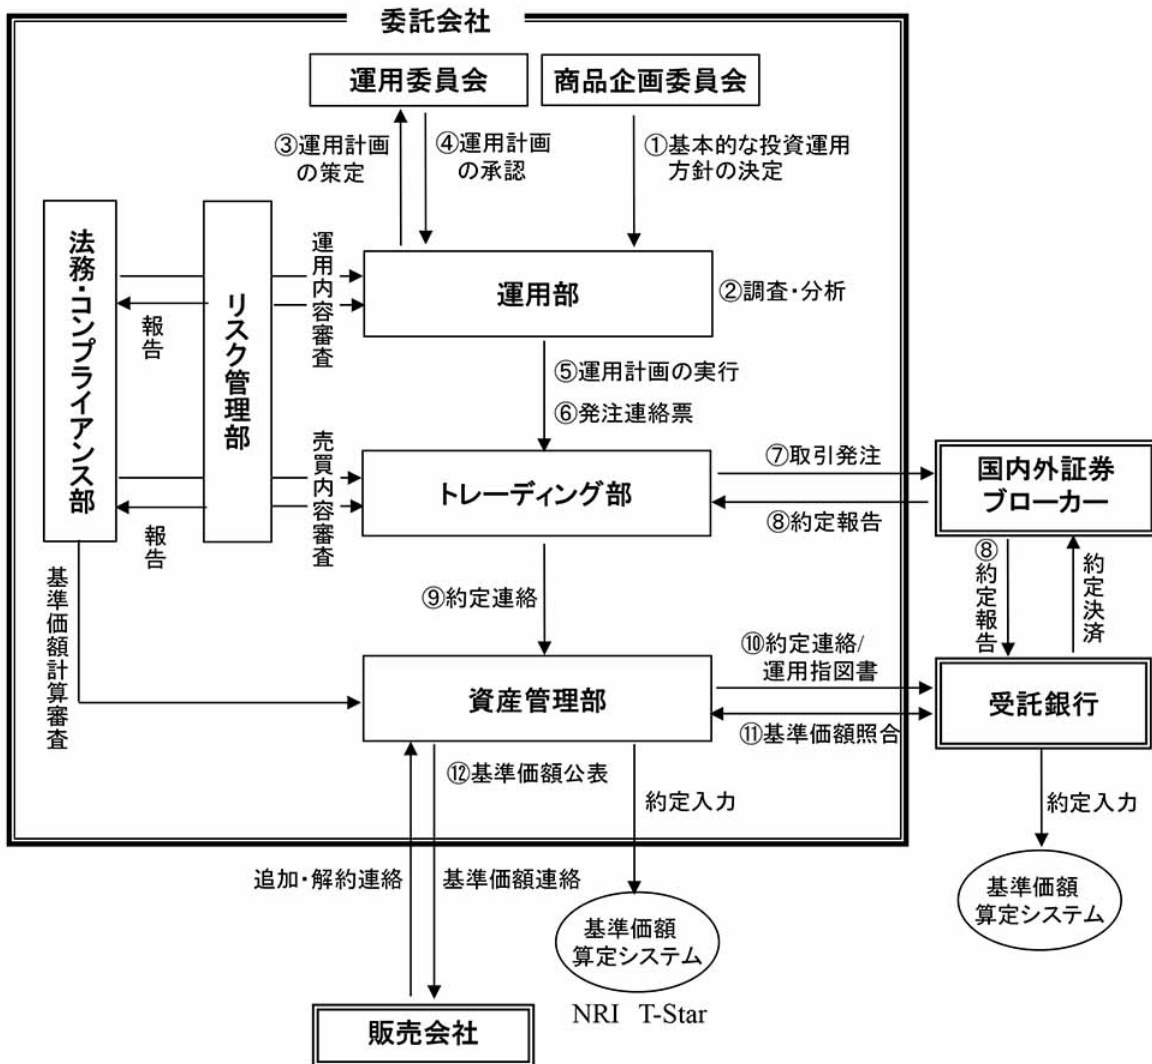 委託会社
運用委員会
商品企画委員会
③運用計画
の策定
④運用計画
の承認
①基本的な投資運用
方針の決定
法務・コンプライアンス部
リスク管理部
運用内容審査
報告
運用部
②調査・分析
⑤運用計画の実行
⑥発注連絡票
売買内容審査
報告
トレーディング部
⑦取引発注
⑧約定報告
国内外証券
ブローカー
⑧約定報告
約定決済
基準価額計算審査
⑨約定連絡
資産管理部
⑩約定連絡/
運用指図書
⑪基準価額照合
受託銀行
⑫基準価額公表
約定入力
約定入力
追加・解約連絡
基準価額連絡
基準価額
算定システム
基準価額
算定システム
NRI T-Star
販売会社